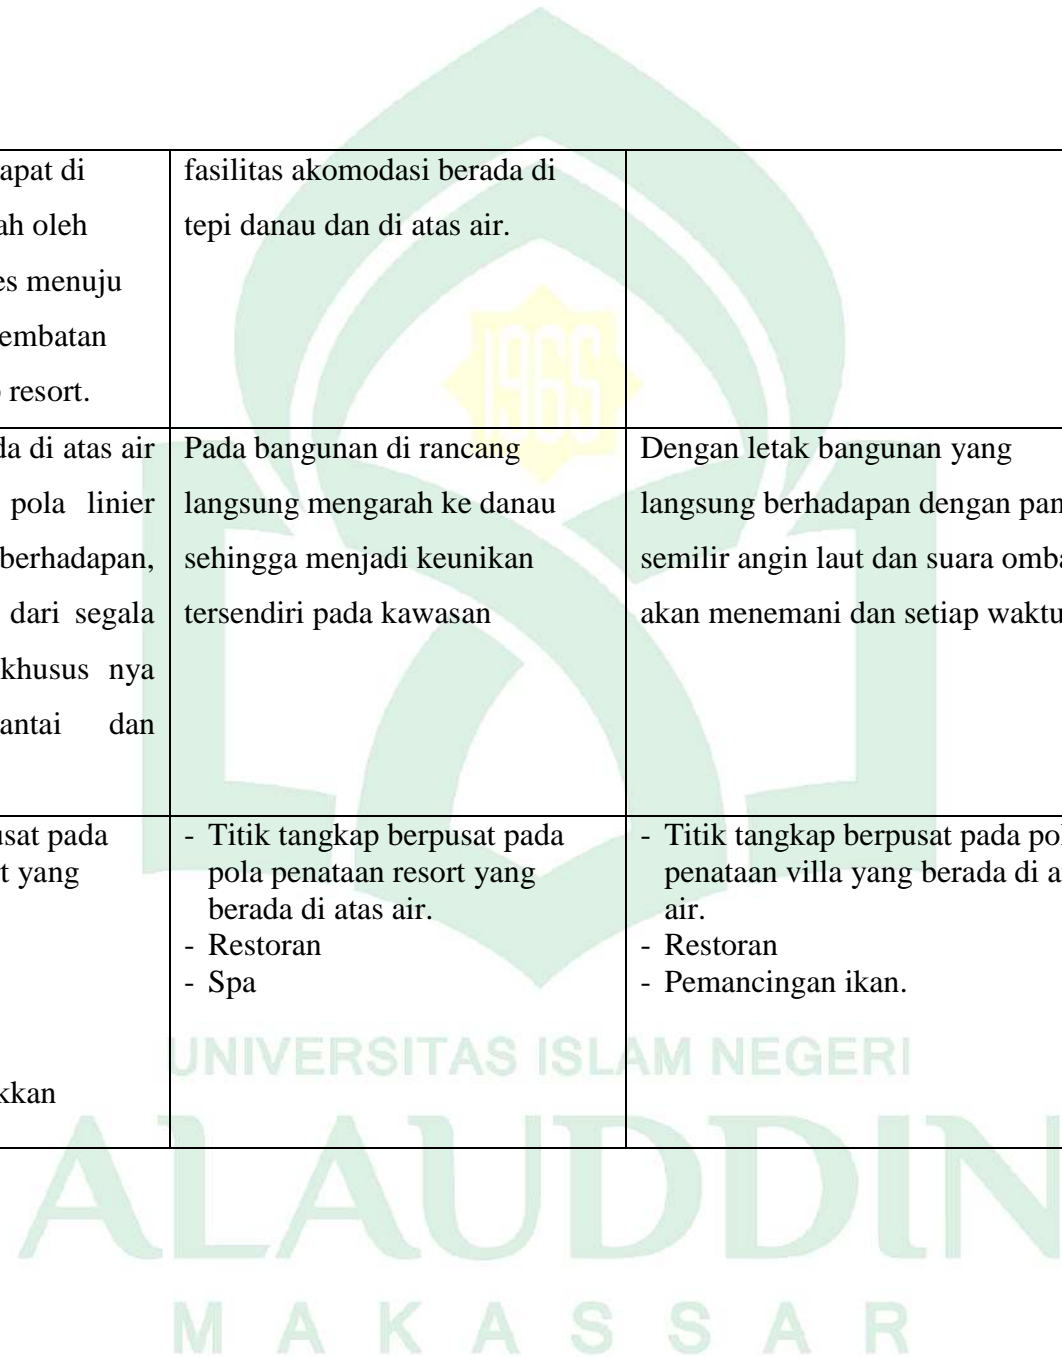 apat di
ah oleh
es menuju
embatan
resort.
fasilitas akomodasi berada di
tepi danau dan di atas air.
da di atas air
pola linier
berhadapan,
dari segala
khusus nya
antai dan
Pada bangunan di rancang
langsung mengarah ke danau
sehingga menjadi keunikan
tersendiri pada kawasan
Dengan letak bangunan yang
langsung berhadapan dengan pan
semilir angin laut dan suara omba
akan menemani dan setiap waktu
usat pada
t yang
kkan
- Titik tangkap berpusat pada
pola penataan resort yang
berada di atas air.
- Restoran
- Spa
- Titik tangkap berpusat pada pol
penataan villa yang berada di a
air.
- Restoran
- Pemancingan ikan.
1965
UNIVERSITAS ISLAM NEGERI
ALAUDDIN
MAKASSAR